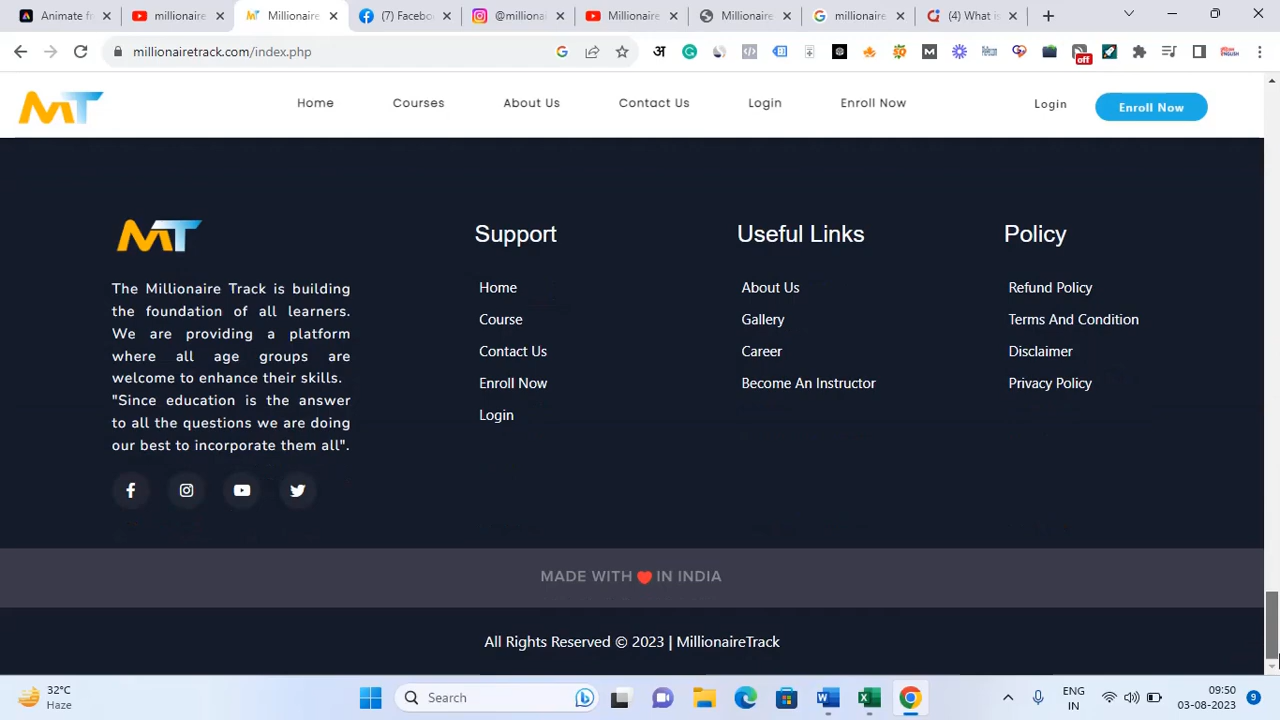 Animate fr
millionaire
Millionaire
(7) Facebo
@milliona
Millionaire
Millionaire
millionaire
(4) What is
millionairetrack.com/index.php
अ
off
MT
Home
Courses
About Us
Contact Us
Login
Enroll Now
Login
Enroll Now
MT
The Millionaire Track is building
the foundation of all learners.
We are providing a platform
where all age groups are
welcome to enhance their skills.
"Since education is the answer
to all the questions we are doing
our best to incorporate them all".
Support
Home
Course
Contact Us
Enroll Now
Login
Useful Links
About Us
Gallery
Career
Become An Instructor
Policy
Refund Policy
Terms And Condition
Disclaimer
Privacy Policy
MADE WITH ❤ IN INDIA
All Rights Reserved © 2023 | MillionaireTrack
32°C
Haze
Search
ENG
IN
09:50
03-08-2023
9